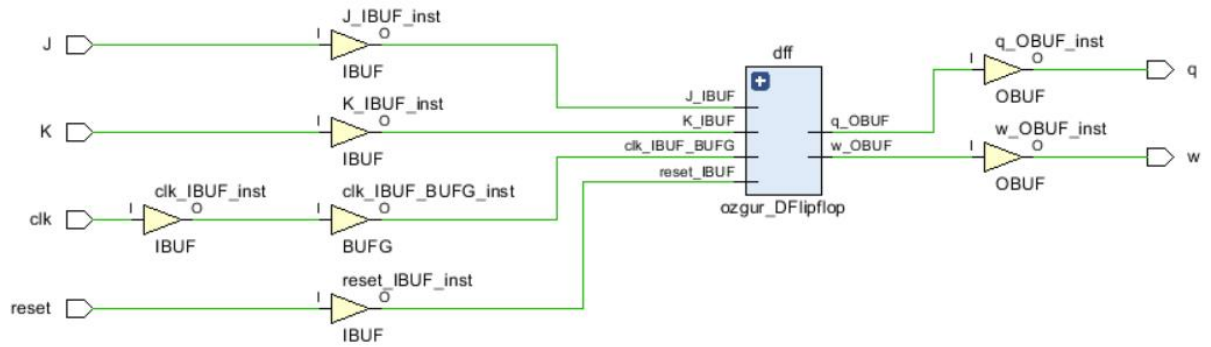 J_IBUF_inst
J
I
O
IBUF
K_IBUF_inst
K
I
O
IBUF
clk_IBUF_inst
clk
I
O
IBUF
clk_IBUF_BUFG_inst
I
O
BUFG
reset_IBUF_inst
reset
I
O
IBUF
dff
J_IBUF
K_IBUF
clk_IBUF_BUFG
reset_IBUF
q_OBUF
w_OBUF
ozgur_DFlipflop
q_OBUF_inst
I
O
q
OBUF
w_OBUF_inst
I
O
w
OBUF